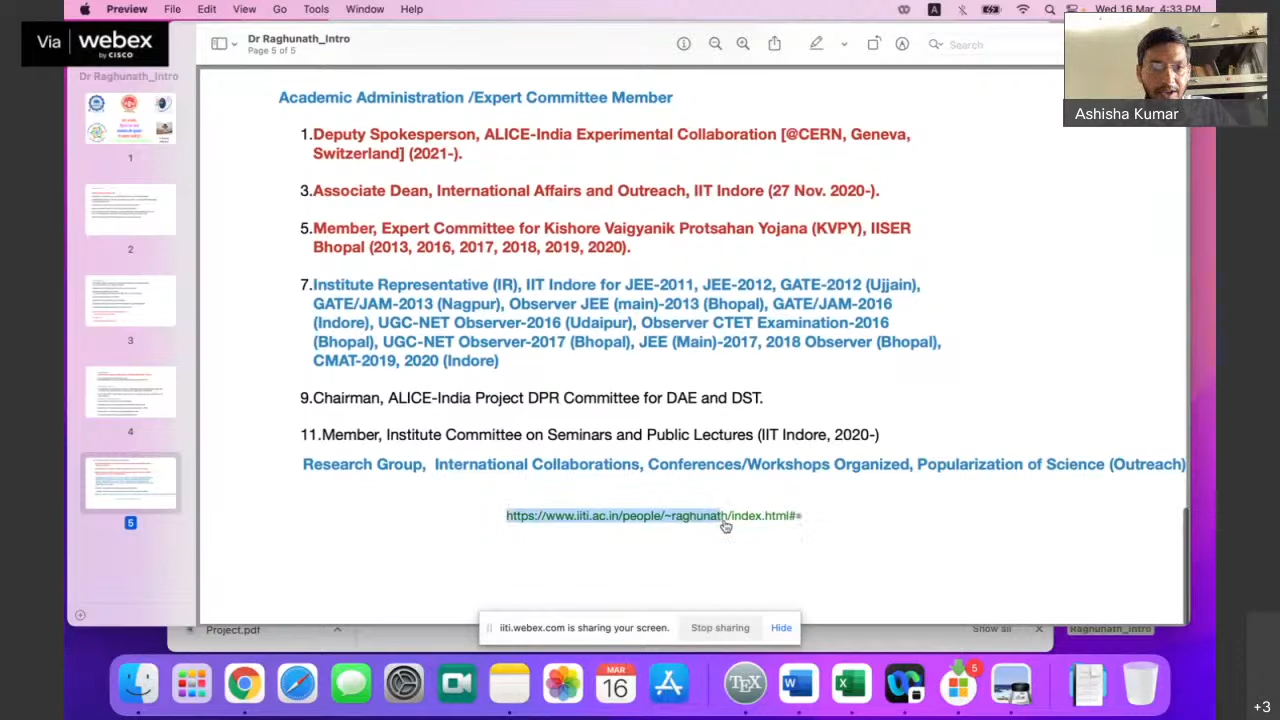 Preview File Edit View Go Tools Window Help
A
Wed 16 Mar 4:33 PM
Via webex
by CISCO
Dr Raghunath_Intro
Page 5 of 5
Search
Dr Raghunath_Intro
Ashisha Kumar
1
2
3
4
5
Academic Administration /Expert Committee Member
1.Deputy Spokesperson, ALICE-India Experimental Collaboration [@CERN, Geneva,
Switzerland] (2021-).
3.Associate Dean, International Affairs and Outreach, IIT Indore (27 Nov. 2020-).
5.Member, Expert Committee for Kishore Vaigyanik Protsahan Yojana (KVPY), IISER
Bhopal (2013, 2016, 2017, 2018, 2019, 2020).
7.Institute Representative (IR), IIT Indore for JEE-2011, JEE-2012, GATE-2012 (Ujjain),
GATE/JAM-2013 (Nagpur), Observer JEE (main)-2013 (Bhopal), GATE/JAM-2016
(Indore), UGC-NET Observer-2016 (Udaipur), Observer CTET Examination-2016
(Bhopal), UGC-NET Observer-2017 (Bhopal), JEE (Main)-2017, 2018 Observer (Bhopal),
CMAT-2019, 2020 (Indore)
9.Chairman, ALICE-India Project DPR Committee for DAE and DST.
11.Member, Institute Committee on Seminars and Public Lectures (IIT Indore, 2020-)
Research Group, International Collaborations, Conferences/Workshops Organized, Popularization of Science (Outreach)
https://www.iiti.ac.in/people/~raghunath/index.html#
iiti.webex.com is sharing your screen. Stop sharing Hide
Project.pdf
Show all
Raghunath_Intro
MAR
16
TEX
W
X
5
+3